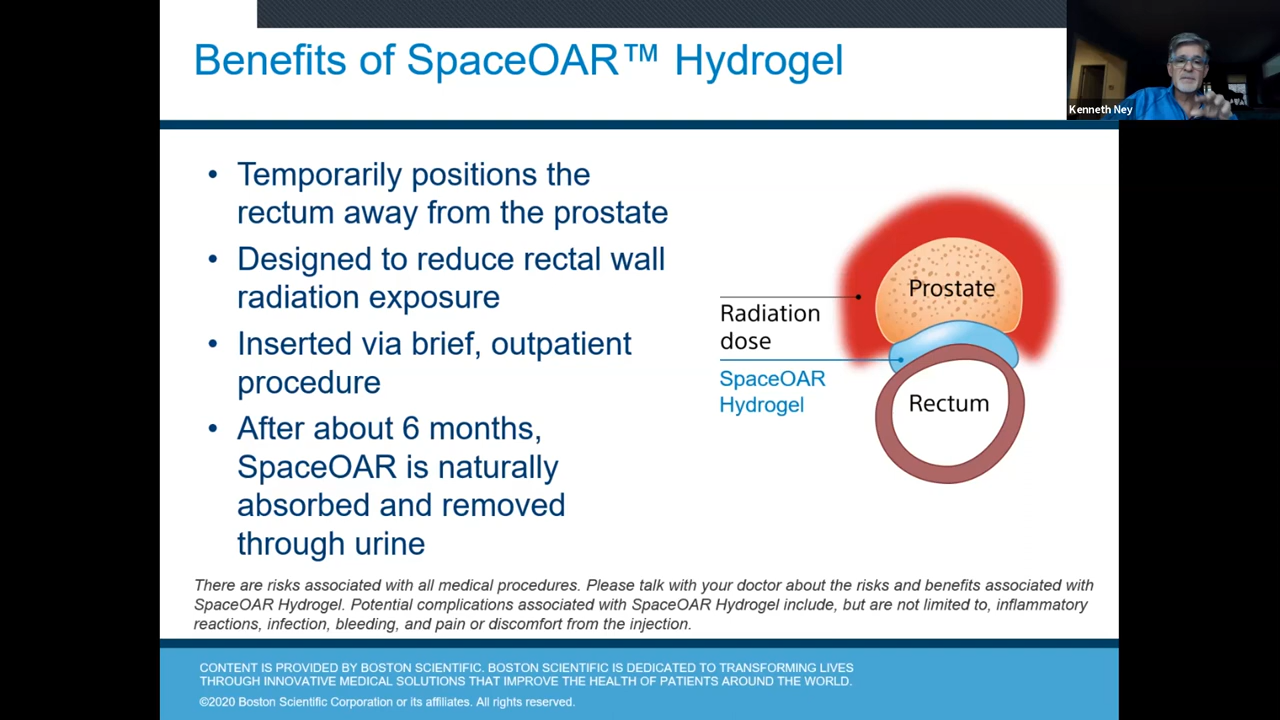 Benefits of SpaceOAR™ Hydrogel
Kenneth Ney
• Temporarily positions the
rectum away from the prostate
• Designed to reduce rectal wall
radiation exposure
• Inserted via brief, outpatient
procedure
• After about 6 months,
SpaceOAR is naturally
absorbed and removed
through urine
Prostate
Radiation
dose
SpaceOAR
Hydrogel
Rectum
There are risks associated with all medical procedures. Please talk with your doctor about the risks and benefits associated with
SpaceOAR Hydrogel. Potential complications associated with SpaceOAR Hydrogel include, but are not limited to, inflammatory
reactions, infection, bleeding, and pain or discomfort from the injection.
CONTENT IS PROVIDED BY BOSTON SCIENTIFIC. BOSTON SCIENTIFIC IS DEDICATED TO TRANSFORMING LIVES
THROUGH INNOVATIVE MEDICAL SOLUTIONS THAT IMPROVE THE HEALTH OF PATIENTS AROUND THE WORLD.
©2020 Boston Scientific Corporation or its affiliates. All rights reserved.